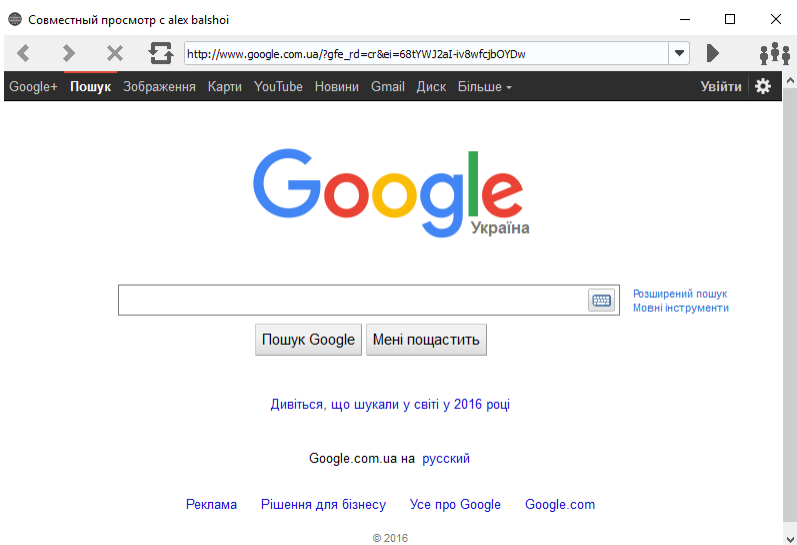 Совместный просмотр с alex balshoi
http://www.google.com.ua/?gfe_rd=cr&ei=68tYWJ2aI-iv8wfcjbOYDw
Google+ Пошук Зображення Карти YouTube Новини Gmail Диск Більше Увійти
Google
Україна
Розширений пошук
Мовні інструменти
Пошук Google Мені пощастить
Дивіться, що шукали у світі у 2016 році
Google.com.ua на русский
Реклама Рішення для бізнесу Усе про Google Google.com
© 2016